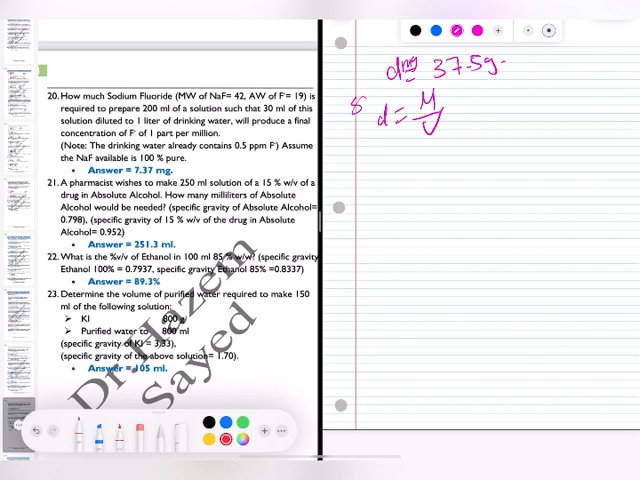 20. How much Sodium Fluoride (MW of NaF= 42, AW of F-= 19) is
required to prepare 200 ml of a solution such that 30 ml of this
solution diluted to 1 liter of drinking water, will produce a final
concentration of F- of 1 part per million.
(Note: The drinking water already contains 0.5 ppm F-) Assume
the NaF available is 100 % pure.
• Answer = 7.37 mg.
21. A pharmacist wishes to make 250 ml solution of a 15 % w/v of a
drug in Absolute Alcohol. How many milliliters of Absolute
Alcohol would be needed? (specific gravity of Absolute Alcohol=
0.798), (specific gravity of 15 % w/v of the drug in Absolute
Alcohol= 0.952)
• Answer = 251.3 ml.
22. What is the %v/v of Ethanol in 100 ml 85 % w/w? (specific gravity
Ethanol 100% = 0.7937, specific gravity Ethanol 85% =0.8337)
• Answer = 89.3%
23. Determine the volume of purified water required to make 150
ml of the following solution:
➢ KI 800 g
➢ Purified water to 800 ml
(specific gravity of KI = 3.33),
(specific gravity of the above solution= 1.70).
• Answer = 105 ml.
Dr. Hazem
Sayed
37.5g
d = M
V